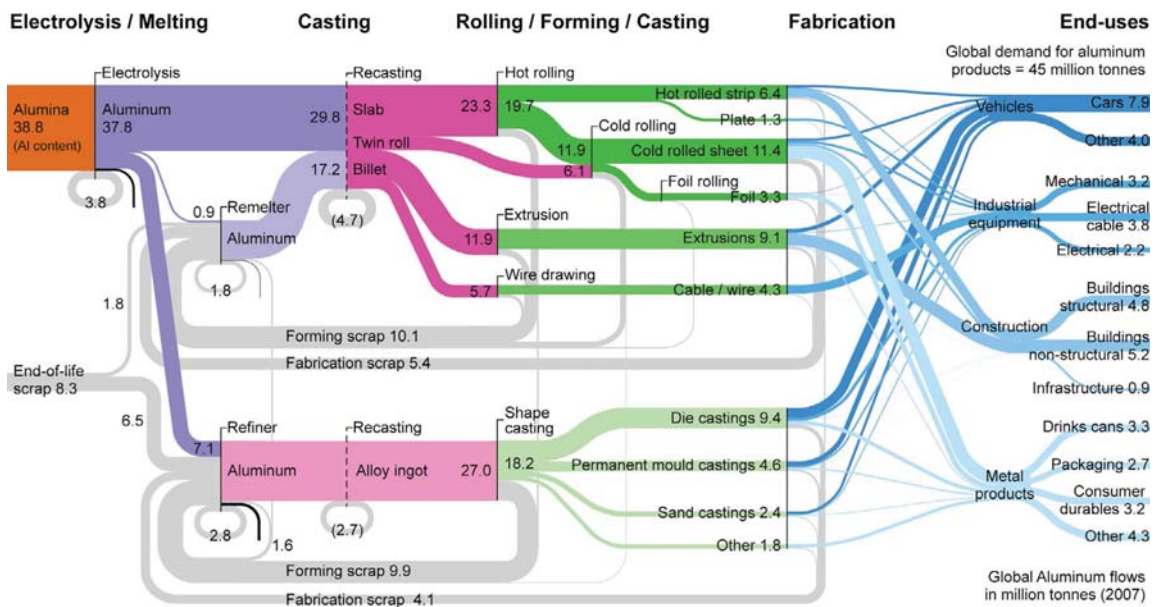 Electrolysis / Melting
Casting
Rolling / Forming / Casting
Fabrication
End-uses
Global demand for aluminum
products = 45 million tonnes
Electrolysis
Recasting
Hot rolling
Alumina
38.8
(Al content)
Aluminum
37.8
29.8
Slab
23.3
19.7
Hot rolled strip 6.4
Vehicles
Cars 7.9
Plate 1.3
Cold rolling
Twin roll
11.9
Cold rolled sheet 11.4
Other 4.0
17.2
Billet
6.1
Foil rolling
Foil 3.3
Mechanical 3.2
3.8
0.9
Remelter
(4.7)
Extrusion
Industrial
equipment
Electrical
cable 3.8
Aluminum
11.9
Extrusions 9.1
Electrical 2.2
Wire drawing
1.8
5.7
Cable / wire 4.3
Buildings
structural 4.8
1.8
Construction
Forming scrap 10.1
Buildings
non-structural 5.2
Fabrication scrap 5.4
End-of-life
scrap 8.3
Infrastructure 0.9
6.5
Refiner
Recasting
Shape
casting
Die castings 9.4
Drinks cans 3.3
7.1
Aluminum
Alloy ingot
27.0
18.2
Permanent mould castings 4.6
Metal
products
Packaging 2.7
Consumer
durables 3.2
Sand castings 2.4
2.8
(2.7)
1.6
Other 1.8
Other 4.3
Forming scrap 9.9
Fabrication scrap 4.1
Global Aluminum flows
in million tonnes (2007)